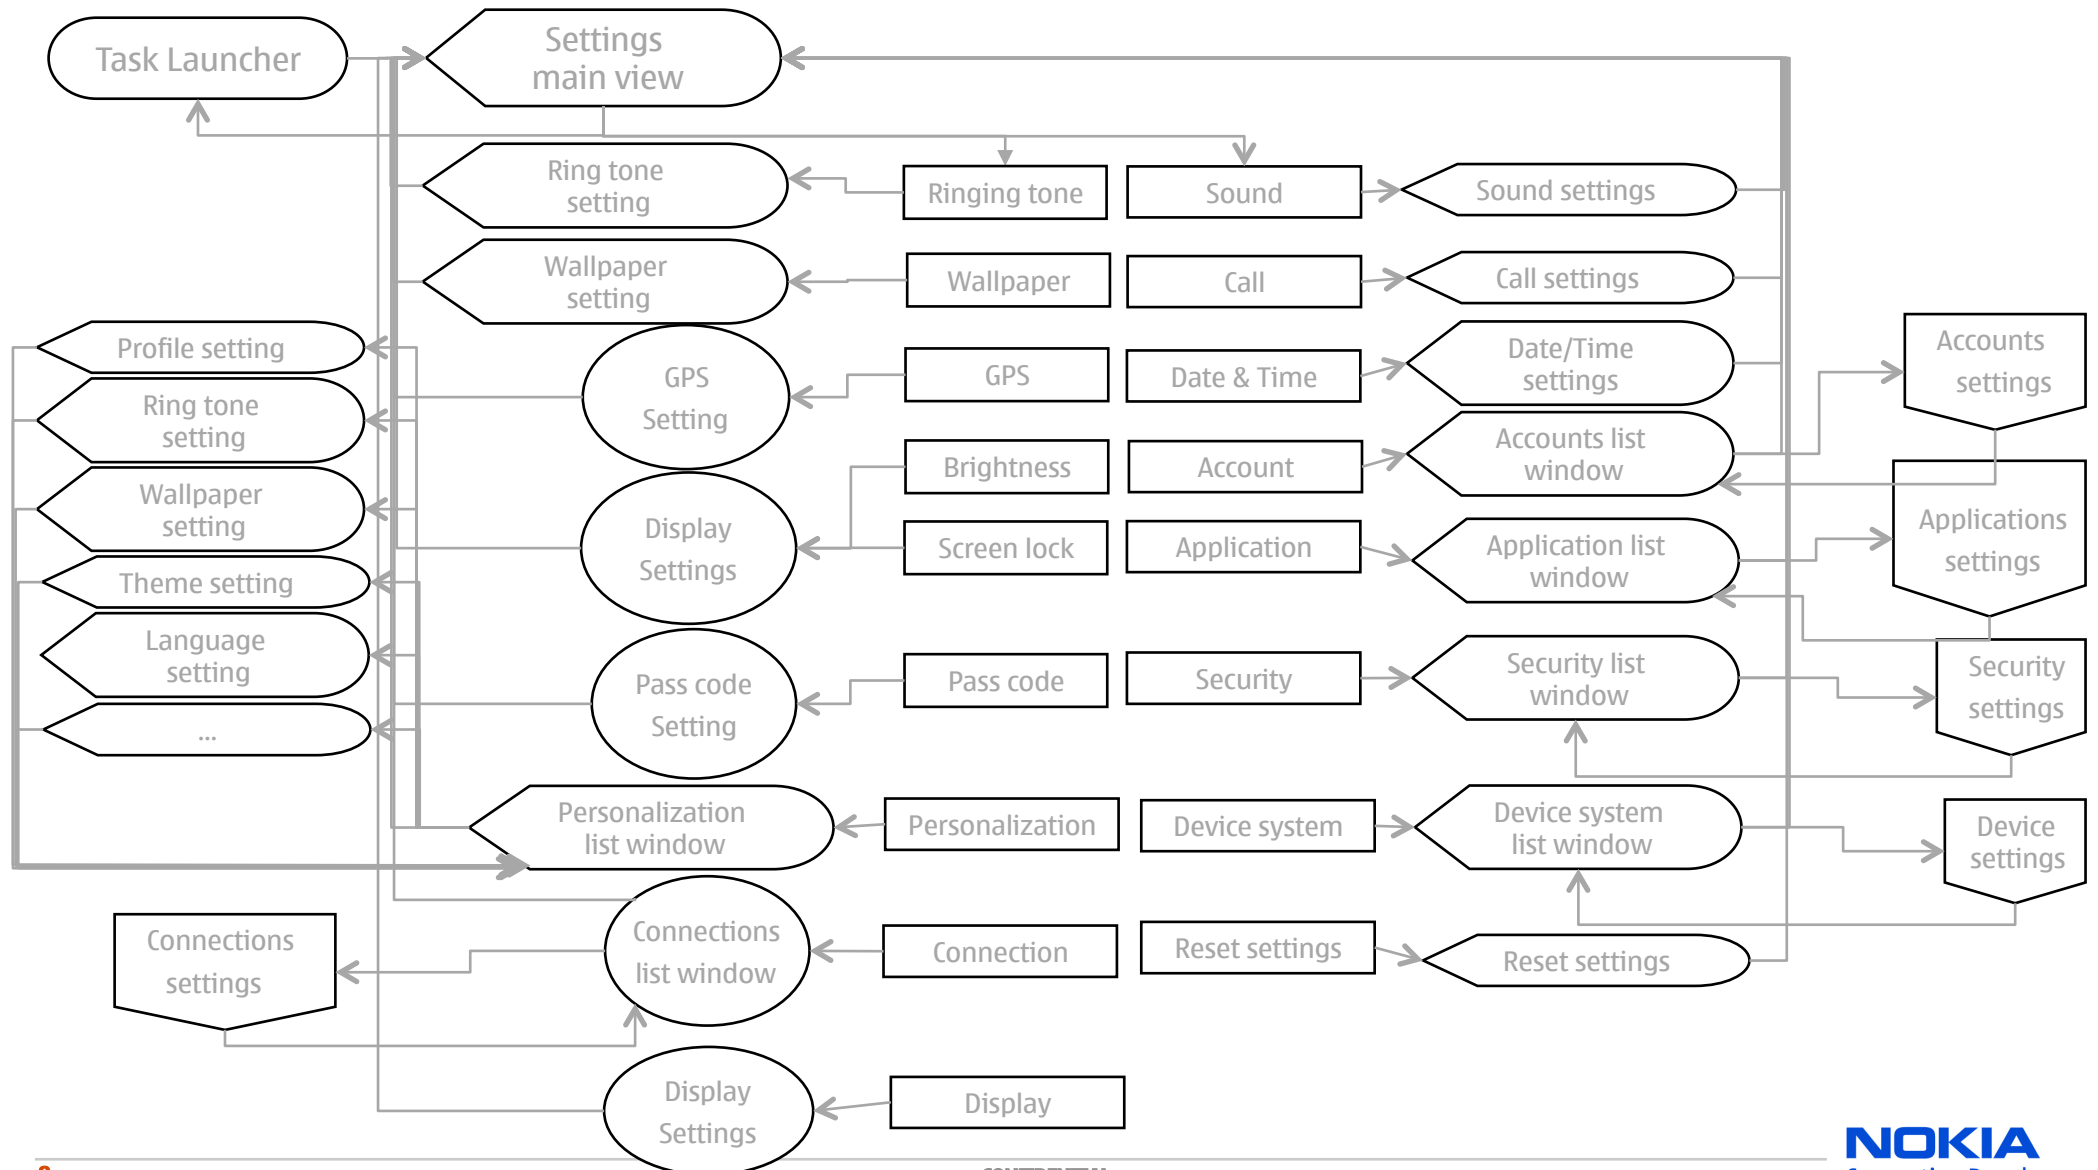 Task Launcher
Settings
main view
Ring tone
setting
Ringing tone
Sound
Sound settings
Wallpaper
setting
Wallpaper
Call
Call settings
Profile setting
GPS
Setting
GPS
Date & Time
Date/Time
settings
Accounts
settings
Ring tone
setting
Brightness
Account
Accounts list
window
Wallpaper
setting
Display
Settings
Screen lock
Application
Application list
window
Applications
settings
Theme setting
Language
setting
Pass code
Setting
Pass code
Security
Security list
window
Security
settings
...
Personalization
list window
Personalization
Device system
Device system
list window
Device
settings
Connections
settings
Connections
list window
Connection
Reset settings
Reset settings
Display
Settings
Display
NOKIA